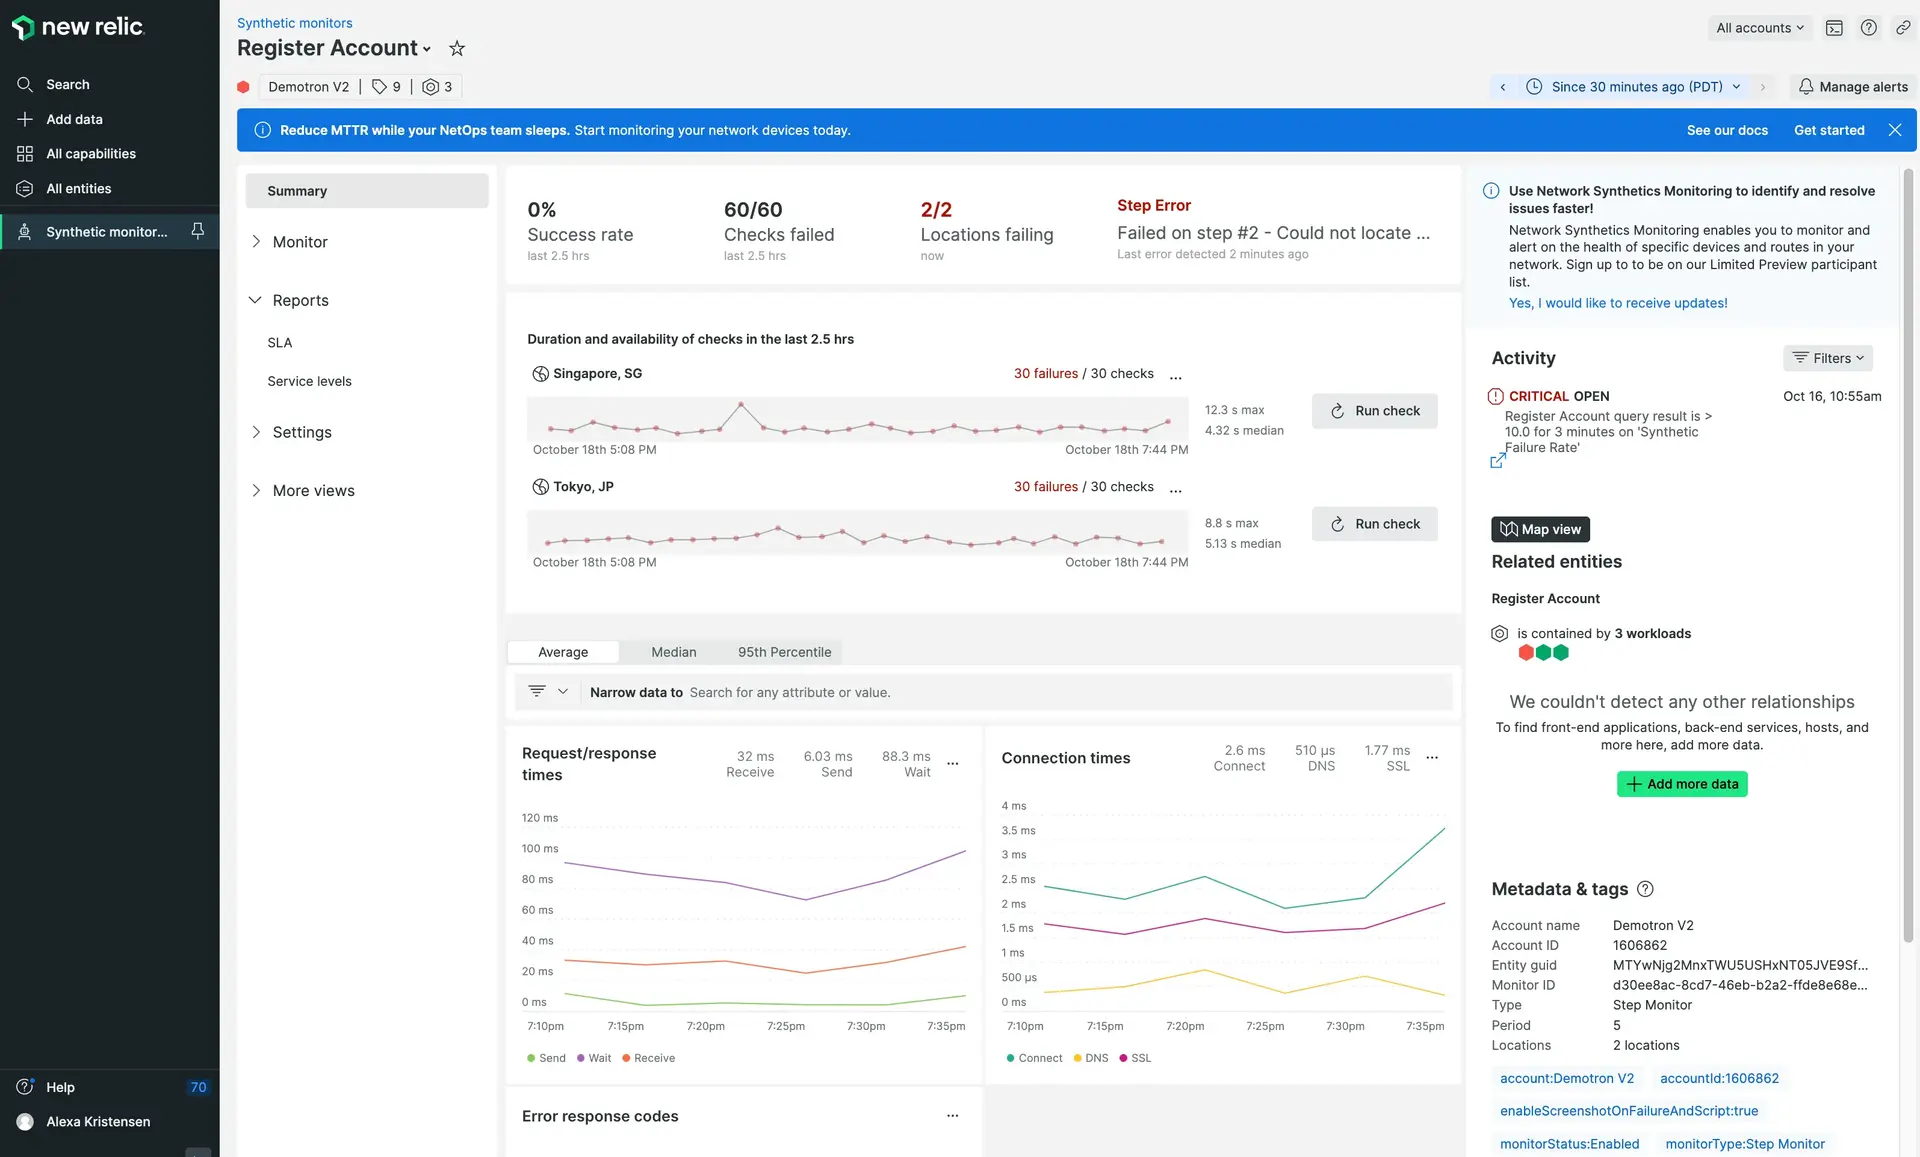 new relic
Search
Add data
All capabilities
All entities
Synthetic monitor...
Help 70
Alexa Kristensen
Synthetic monitors
Register Account
Demotron V2 | 9 | 3
All accounts
Since 30 minutes ago (PDT)
Manage alerts
Reduce MTTR while your NetOps team sleeps. Start monitoring your network devices today.
See our docs Get started
Summary
Monitor
Reports
SLA
Service levels
Settings
More views
0%
Success rate
last 2.5 hrs
60/60
Checks failed
last 2.5 hrs
2/2
Locations failing
now
Step Error
Failed on step #2 - Could not locate ...
Last error detected 2 minutes ago
Duration and availability of checks in the last 2.5 hrs
Singapore, SG
30 failures / 30 checks ...
12.3 s max
4.32 s median
Run check
October 18th 5:08 PM October 18th 7:44 PM
Tokyo, JP
30 failures / 30 checks ...
8.8 s max
5.13 s median
Run check
October 18th 5:08 PM October 18th 7:44 PM
Average Median 95th Percentile
Narrow data to Search for any attribute or value.
Request/response
times
32 ms 6.03 ms 88.3 ms ...
Receive Send Wait
120 ms
100 ms
80 ms
60 ms
40 ms
20 ms
0 ms
7:10pm 7:15pm 7:20pm 7:25pm 7:30pm 7:35pm
Send Wait Receive
Connection times
2.6 ms 510 µs 1.77 ms ...
Connect DNS SSL
4 ms
3.5 ms
3 ms
2.5 ms
2 ms
1.5 ms
1 ms
500 µs
0 ms
7:10pm 7:15pm 7:20pm 7:25pm 7:30pm 7:35pm
Connect DNS SSL
Error response codes ...
Use Network Synthetics Monitoring to identify and resolve
issues faster!
Network Synthetics Monitoring enables you to monitor and
alert on the health of specific devices and routes in your
network. Sign up to to be on our Limited Preview participant
list.
Yes, I would like to receive updates!
Activity
Filters
CRITICAL OPEN Oct 16, 10:55am
Register Account query result is >
10.0 for 3 minutes on 'Synthetic
Failure Rate'
Map view
Related entities
Register Account
is contained by 3 workloads
We couldn't detect any other relationships
To find front-end applications, back-end services, hosts, and
more here, add more data.
Add more data
Metadata & tags
Account name Demotron V2
Account ID 1606862
Entity guid MTYwNjg2MnxTWU5USHxNT05JVE9Sf...
Monitor ID d30ee8ac-8cd7-46eb-b2a2-ffde8e68e...
Type Step Monitor
Period 5
Locations 2 locations
account:Demotron V2 accountId:1606862
enableScreenshotOnFailureAndScript:true
monitorStatus:Enabled monitorType:Step Monitor